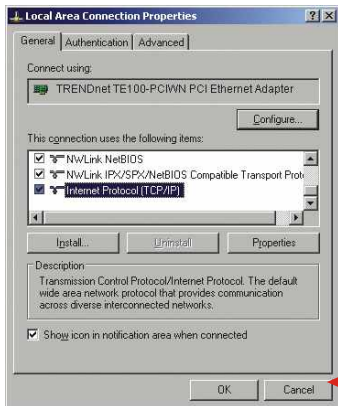 Local Area Connection Properties
General Authentication Advanced
Connect using:
TRENDnet TE100-PCIWN PCI Ethernet Adapter
Configure...
This connection uses the following items:
NWLink NetBIOS
NWLink IPX/SPX/NetBIOS Compatible Transport Prot
Internet Protocol (TCP/IP)
Install... Uninstall Properties
Description
Transmission Control Protocol/Internet Protocol. The default
wide area network protocol that provides communication
across diverse interconnected networks.
Show icon in notification area when connected
OK Cancel